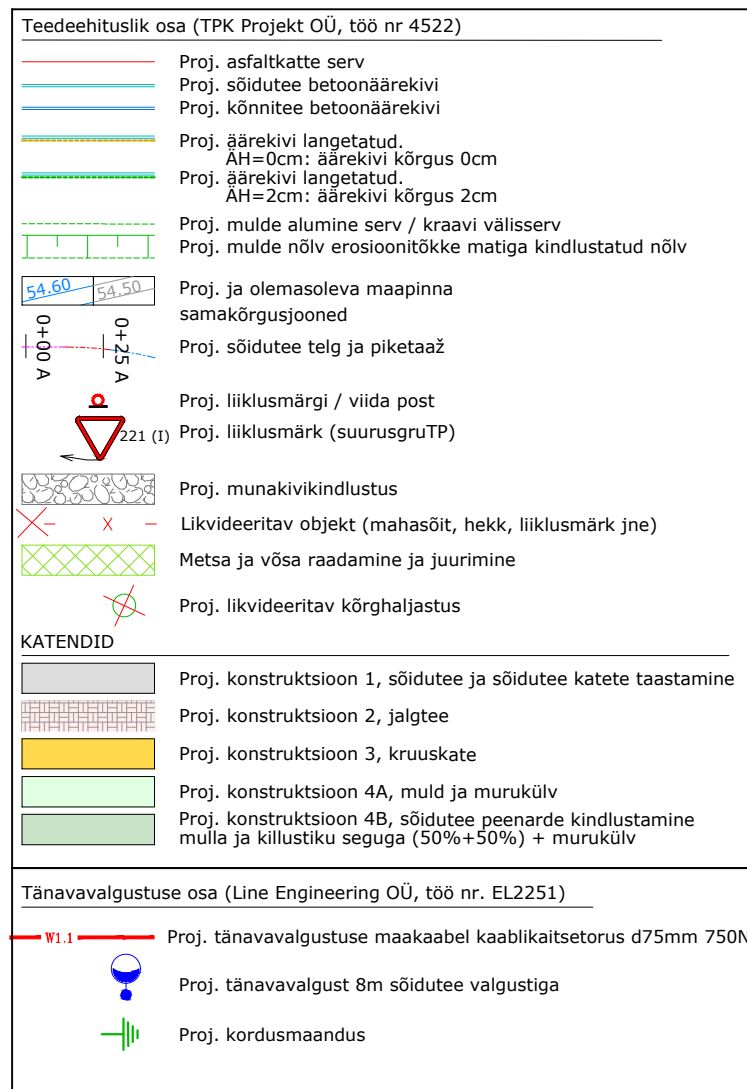 Teedeehituslik osa (TPK Projekt OÜ, töö nr 4522)
Proj. asfaltkatte serv
Proj. sõidutee betoonäärekivi
Proj. kõnnitee betoonäärekivi
Proj. äärekivi langetatud.
ÄH=0cm: äärekivi kõrgus 0cm
Proj. äärekivi langetatud.
ÄH=2cm: äärekivi kõrgus 2cm
Proj. mulde alumine serv / kraavi välisserv
Proj. mulde nõlv erosioonitõkke matiga kindlustatud nõlv
54.60 54.50 Proj. ja olemasoleva maapinna
samakõrgusjooned
0+00 A 0+25 A Proj. sõidutee telg ja piketaaž
Proj. liiklusmärgi / viida post
221 (I) Proj. liiklusmärk (suurusgruTP)
Proj. munakivikindlustus
Likvideeritav objekt (mahasõit, hekk, liiklusmärk jne)
Metsa ja võsa raadamine ja juurimine
Proj. likvideeritav kõrghaljastus
KATENDID
Proj. konstruktsioon 1, sõidutee ja sõidutee katete taastamine
Proj. konstruktsioon 2, jalgtee
Proj. konstruktsioon 3, kruuskate
Proj. konstruktsioon 4A, muld ja murukülv
Proj. konstruktsioon 4B, sõidutee peenarde kindlustamine
mulla ja killustiku seguga (50%+50%) + murukülv
Tänavavalgustuse osa (Line Engineering OÜ, töö nr. EL2251)
W1.1 Proj. tänavavalgustuse maakaabel kaablikaitsetorus d75mm 750N
Proj. tänavavalgust 8m sõidutee valgustiga
Proj. kordusmaandus